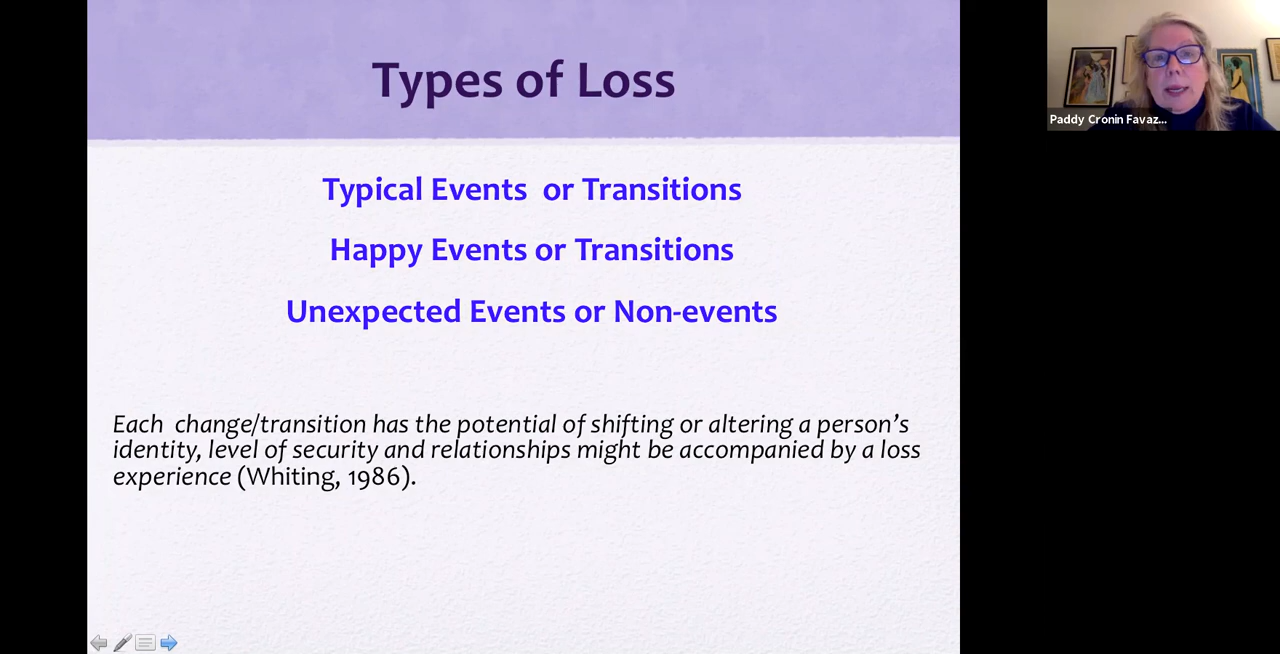 Types of Loss
Typical Events  or Transitions
Happy Events or Transitions
Unexpected Events or Non-events
Each  change/transition has the potential of shifting or altering a person’s
identity, level of security and relationships might be accompanied by a loss
experience (Whiting, 1986).
Paddy Cronin Favaz...